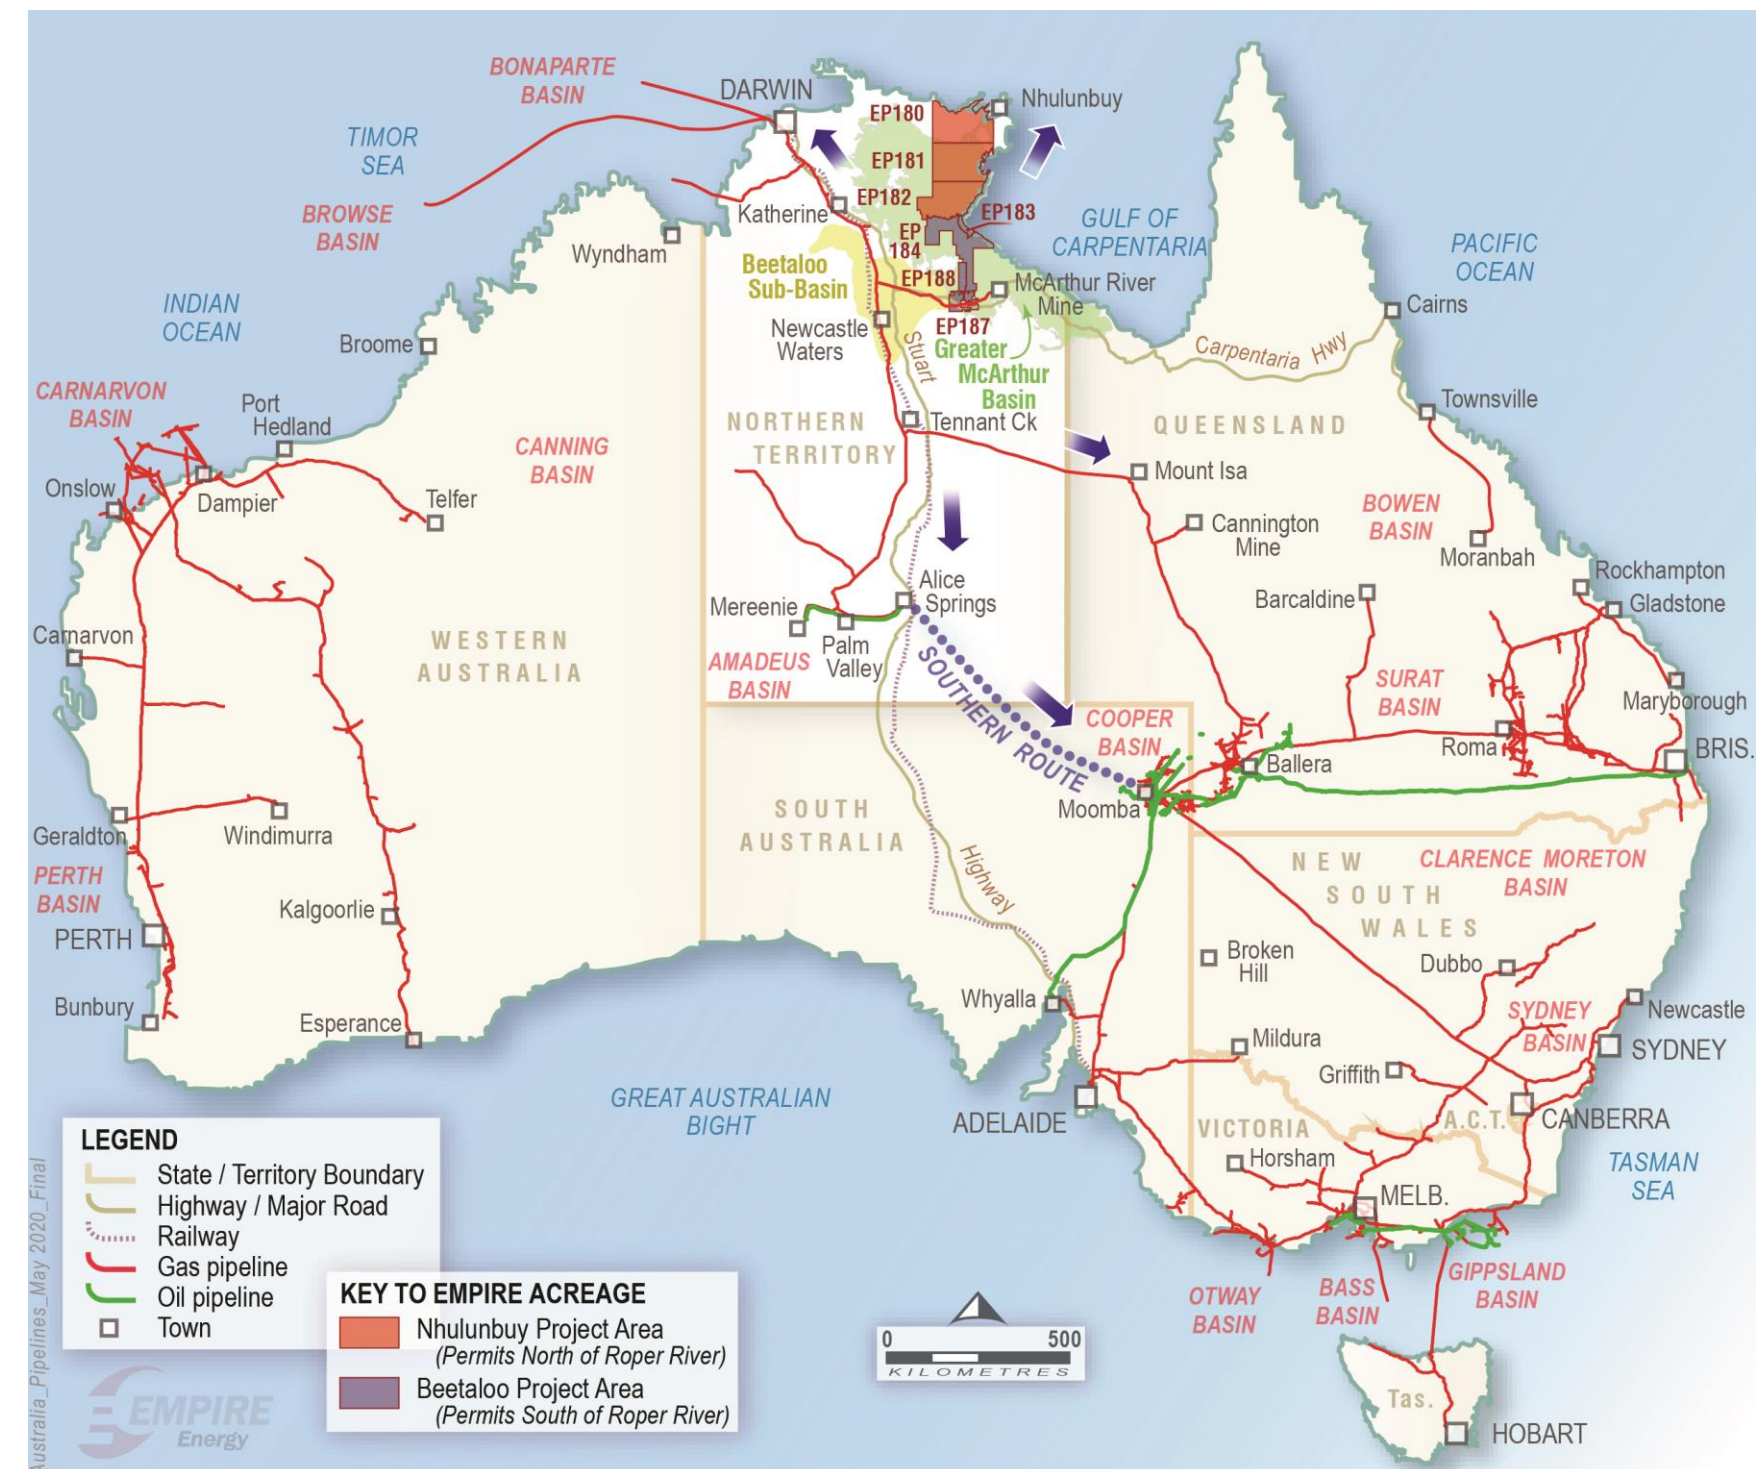 BONAPARTE
BASIN
DARWIN
Nhulunbuy
EP180
TIMOR
SEA
EP181
EP182
BROWSE
BASIN
Katherine
EP183
GULF OF
CARPENTARIA
EP
184
PACIFIC
OCEAN
Wyndham
Beetaloo
Sub-Basin
EP188
McArthur River
Mine
INDIAN
OCEAN
Cairns
Broome
Newcastle
Waters
EP187
Stuart
Greater
McArthur
Basin
Carpentaria Hwy
CARNARVON
BASIN
Port
Hedland
Townsville
NORTHERN
TERRITORY
Tennant Ck
QUEENSLAND
CANNING
BASIN
Mount Isa
Onslow
Dampier
Telfer
BOWEN
BASIN
Cannington
Mine
Moranbah
Alice
Springs
Rockhampton
Gladstone
Barcaldine
Mereenie
Carnarvon
WESTERN
AUSTRALIA
Palm
Valley
AMADEUS
BASIN
SOUTHERN ROUTE
SURAT
BASIN
Maryborough
COOPER
BASIN
Roma
BRIS.
Ballera
Moomba
SOUTH
AUSTRALIA
Geraldton
Windimurra
Highway
NEW
SOUTH
WALES
CLARENCE MORETON
BASIN
PERTH
BASIN
Kalgoorlie
PERTH
Broken
Hill
Dubbo
Whyalla
Bunbury
Newcastle
SYDNEY
BASIN
Esperance
Mildura
SYDNEY
Griffith
GREAT AUSTRALIAN
BIGHT
ADELAIDE
VICTORIA
A.C.T.
CANBERRA
Horsham
TASMAN
SEA
MELB.
OTWAY
BASIN
BASS
BASIN
GIPPSLAND
BASIN
Tas.
HOBART
LEGEND
State / Territory Boundary
Highway / Major Road
Railway
Gas pipeline
Oil pipeline
Town
KEY TO EMPIRE ACREAGE
Nhulunbuy Project Area
(Permits North of Roper River)
Beetaloo Project Area
(Permits South of Roper River)
0 500
KILOMETRES
EMPIRE
Energy
Australia_Pipelines_May 2020_Final